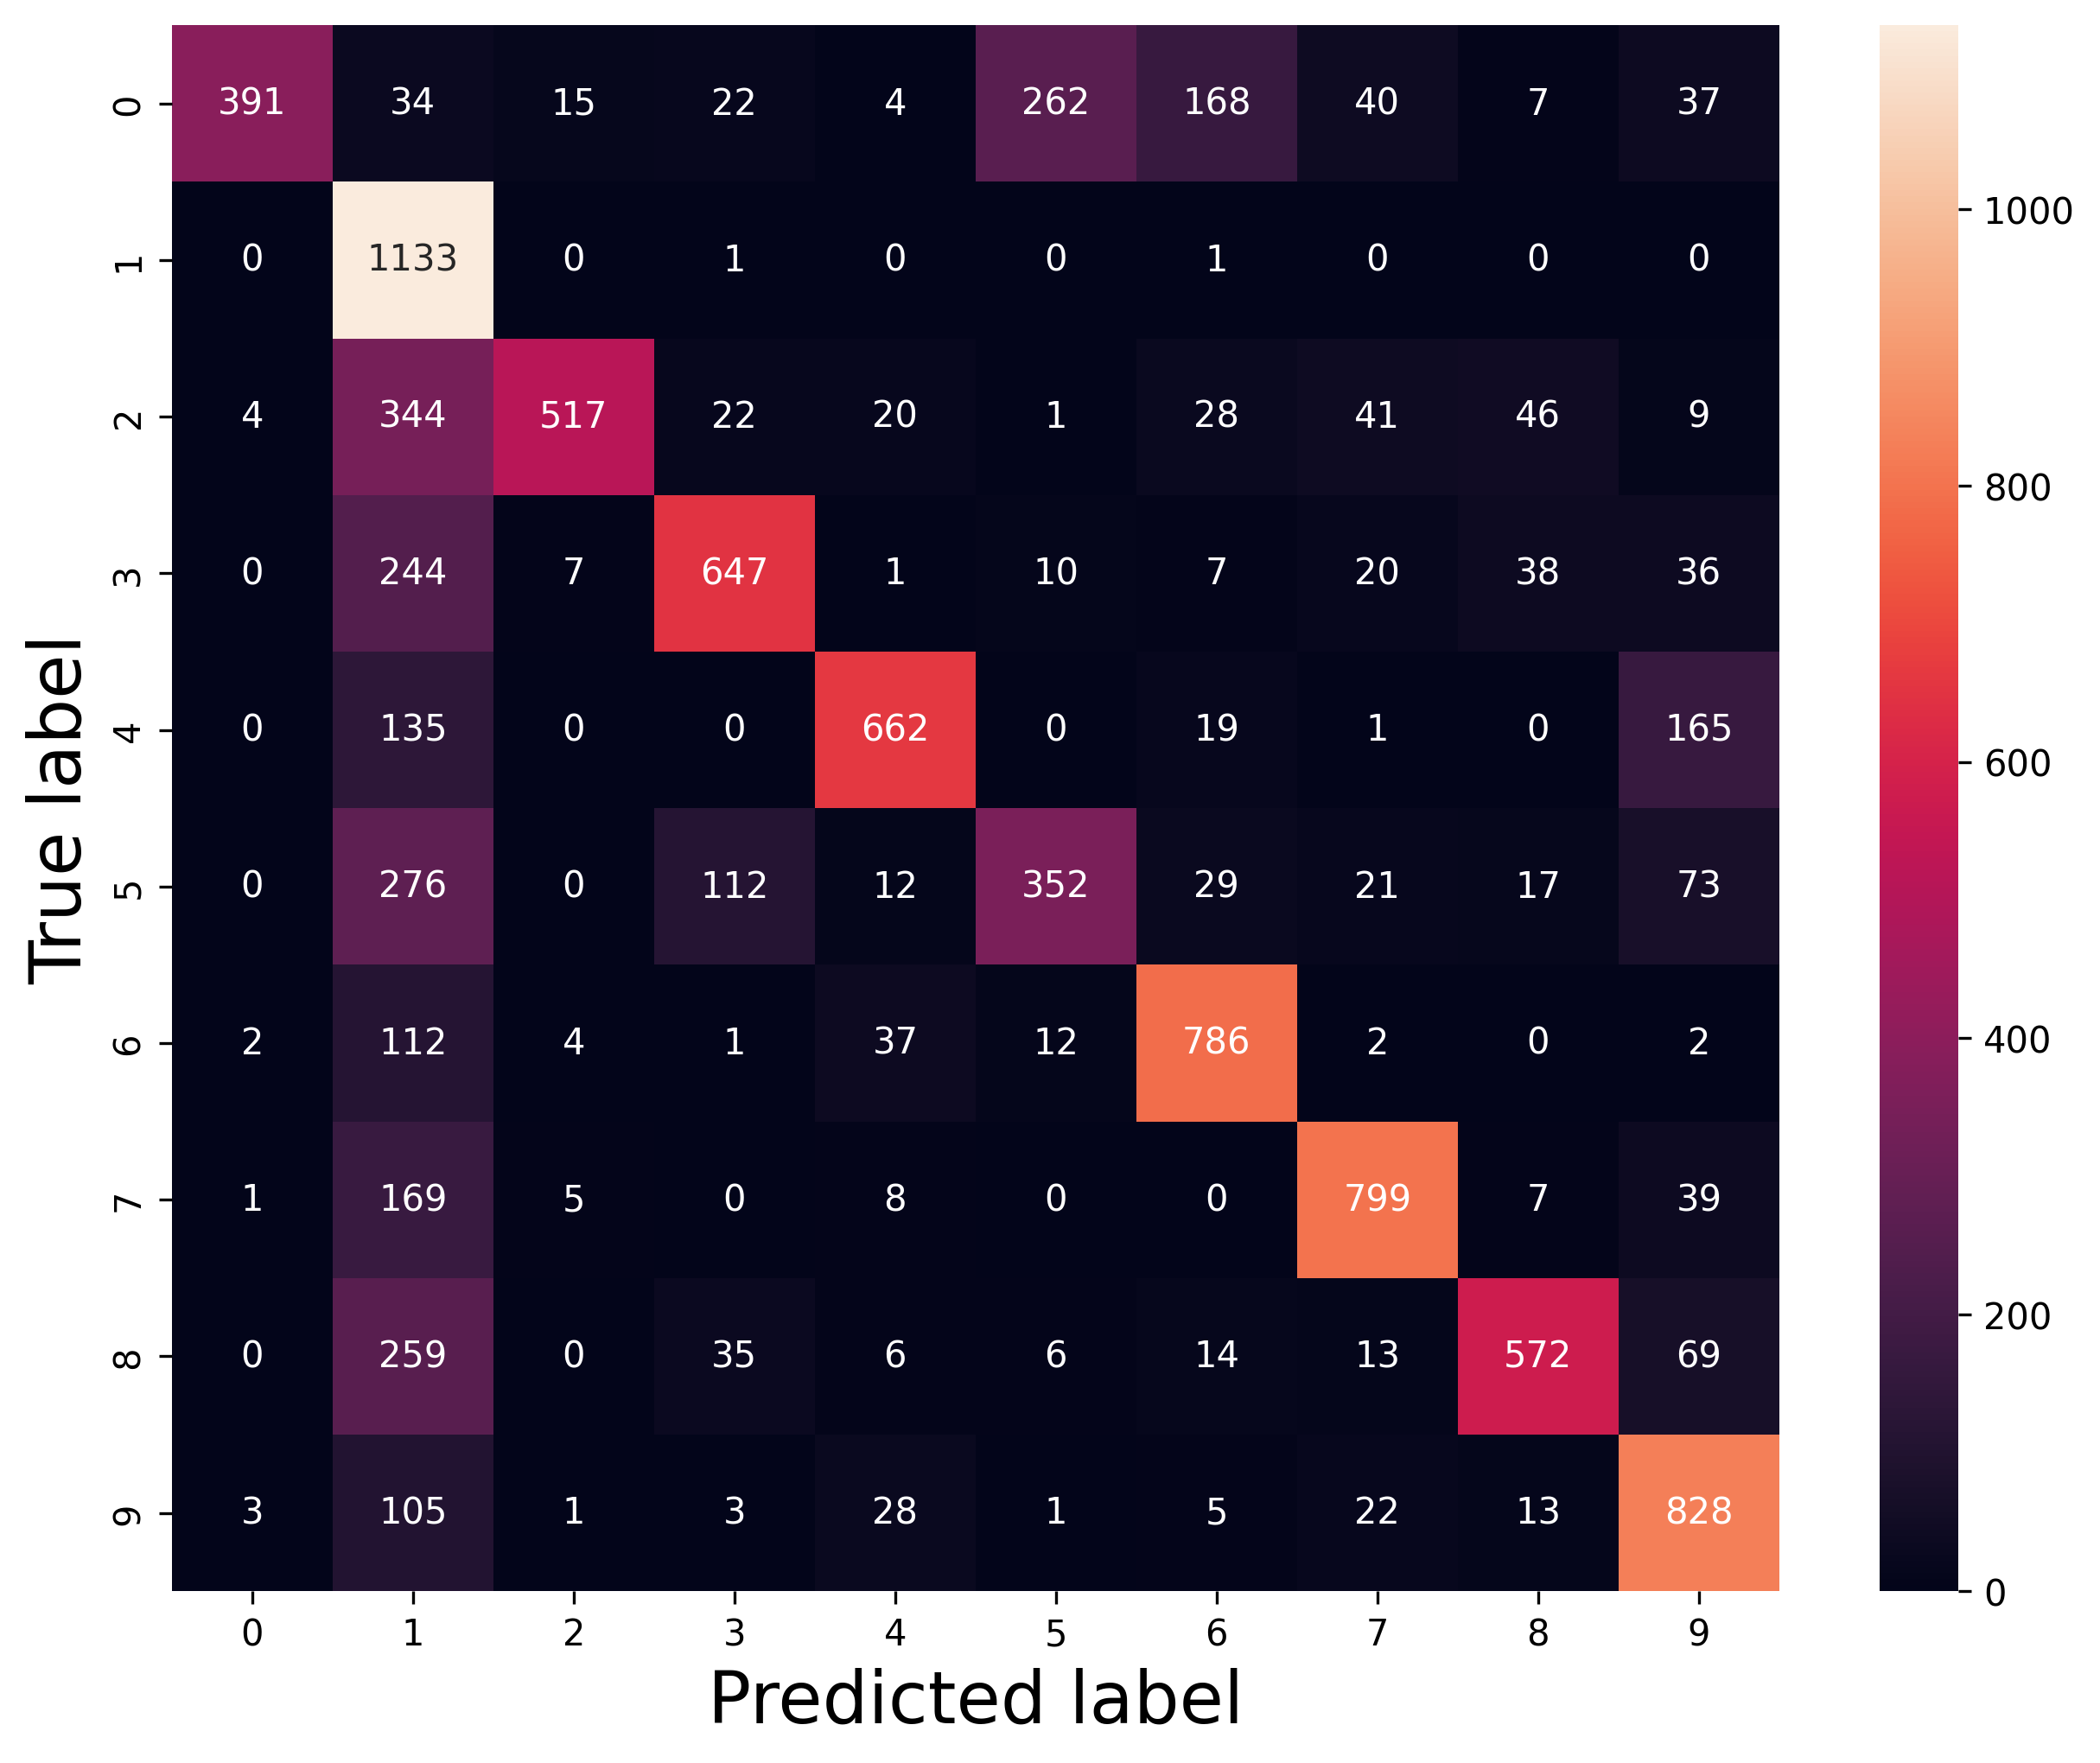 0 391 34 15 22 4 262 168 40 7 37
1 0 1133 0 1 0 0 1 0 0 0
2 4 344 517 22 20 1 28 41 46 9
3 0 244 7 647 1 10 7 20 38 36
4 0 135 0 0 662 0 19 1 0 165
5 0 276 0 112 12 352 29 21 17 73
6 2 112 4 1 37 12 786 2 0 2
7 1 169 5 0 8 0 0 799 7 39
8 0 259 0 35 6 6 14 13 572 69
9 3 105 1 3 28 1 5 22 13 828
0 1 2 3 4 5 6 7 8 9
Predicted label
True label
1000
800
600
400
200
0